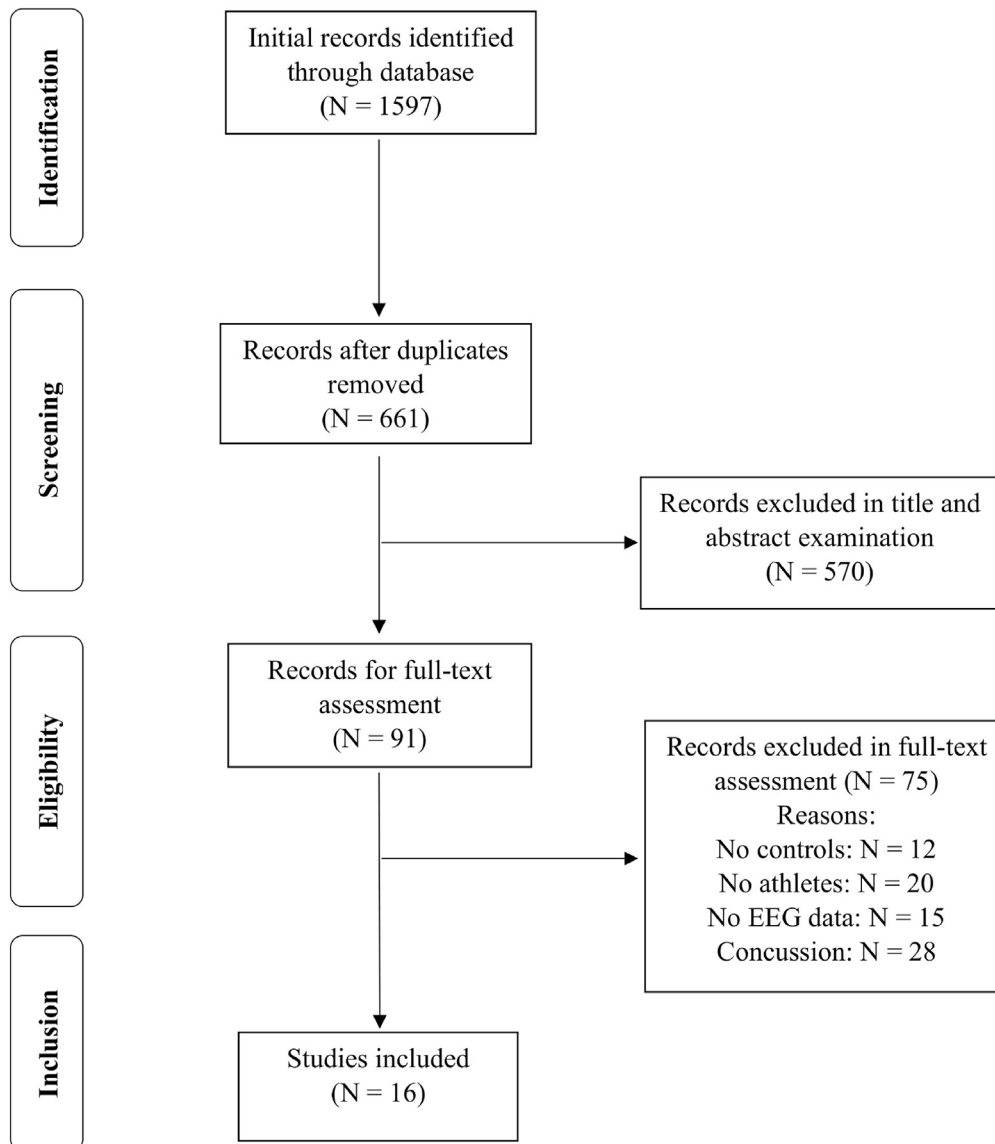 Identification
Initial records identified
through database
(N = 1597)
Screening
Records after duplicates
removed
(N = 661)
Records excluded in title and
abstract examination
(N = 570)
Eligibility
Records for full-text
assessment
(N = 91)
Records excluded in full-text
assessment (N = 75)
Reasons:
No controls: N = 12
No athletes: N = 20
No EEG data: N = 15
Concussion: N = 28
Inclusion
Studies included
(N = 16)